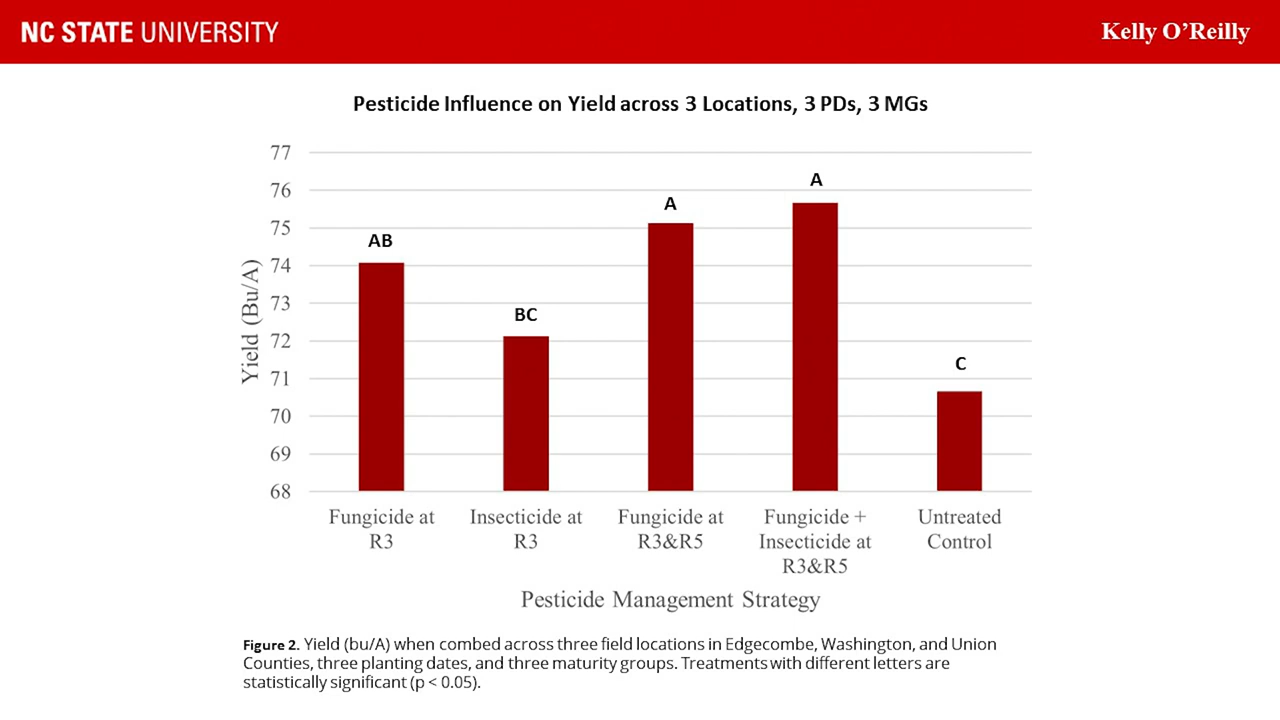 NC STATE UNIVERSITY
Kelly O’Reilly
Pesticide Influence on Yield across 3 Locations, 3 PDs, 3 MGs
77
76
75
74
73
72
71
70
69
68
Yield (Bu/A)
AB
BC
A
A
C
Fungicide at
R3
Insecticide at
R3
Fungicide at
R3&R5
Fungicide +
Insecticide at
R3&R5
Untreated
Control
Pesticide Management Strategy
Figure 2. Yield (bu/A) when combed across three field locations in Edgecombe, Washington, and Union
Counties, three planting dates, and three maturity groups. Treatments with different letters are
statistically significant (p < 0.05).